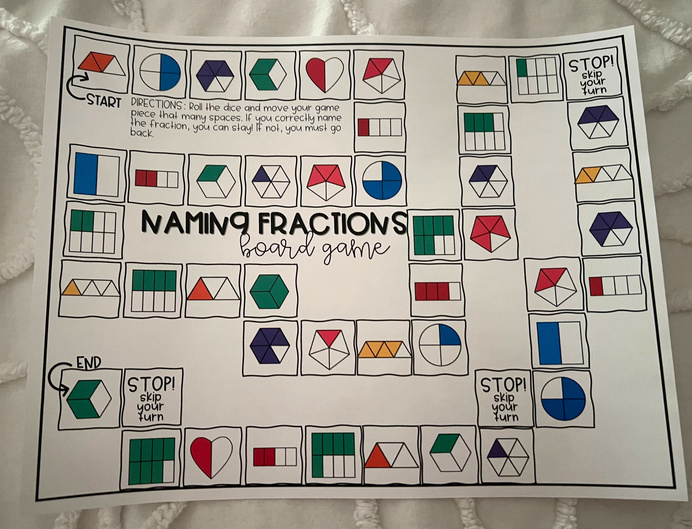 STOP!
skip
your
turn
START
DIRECTIONS: Roll the dice and move your game
piece that many spaces. If you correctly name
the fraction, you can stay! If not, you must go
back.
NAMING FRACTIONS
board game
END
STOP!
skip
your
turn
STOP!
skip
your
turn